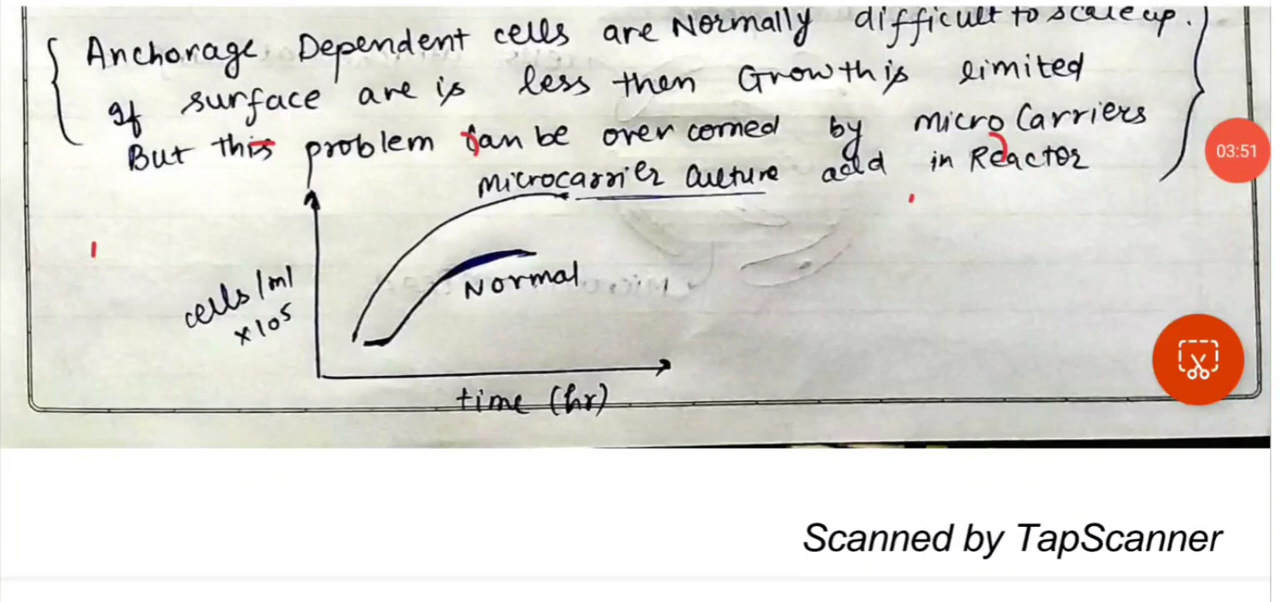 Anchorage Dependent cells are Normally difficult to scale up.
If surface are is less then Growth is limited
But this problem can be over comed by micro Carriers
add in Reactor
microcarrier Culture
Normal
cells/ml
×10⁵
time (hr)
03:51
Scanned by TapScanner